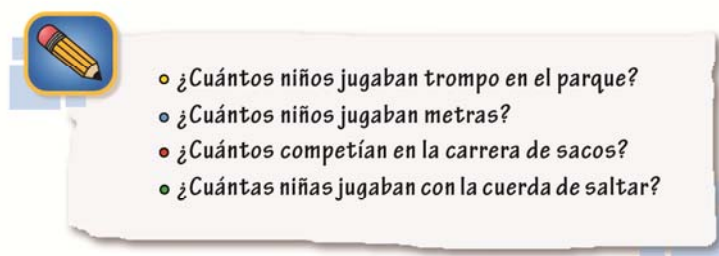 ¿Cuántos niños jugaban trompo en el parque?
¿Cuántos niños jugaban metras?
¿Cuántos competían en la carrera de sacos?
¿Cuántas niñas jugaban con la cuerda de saltar?